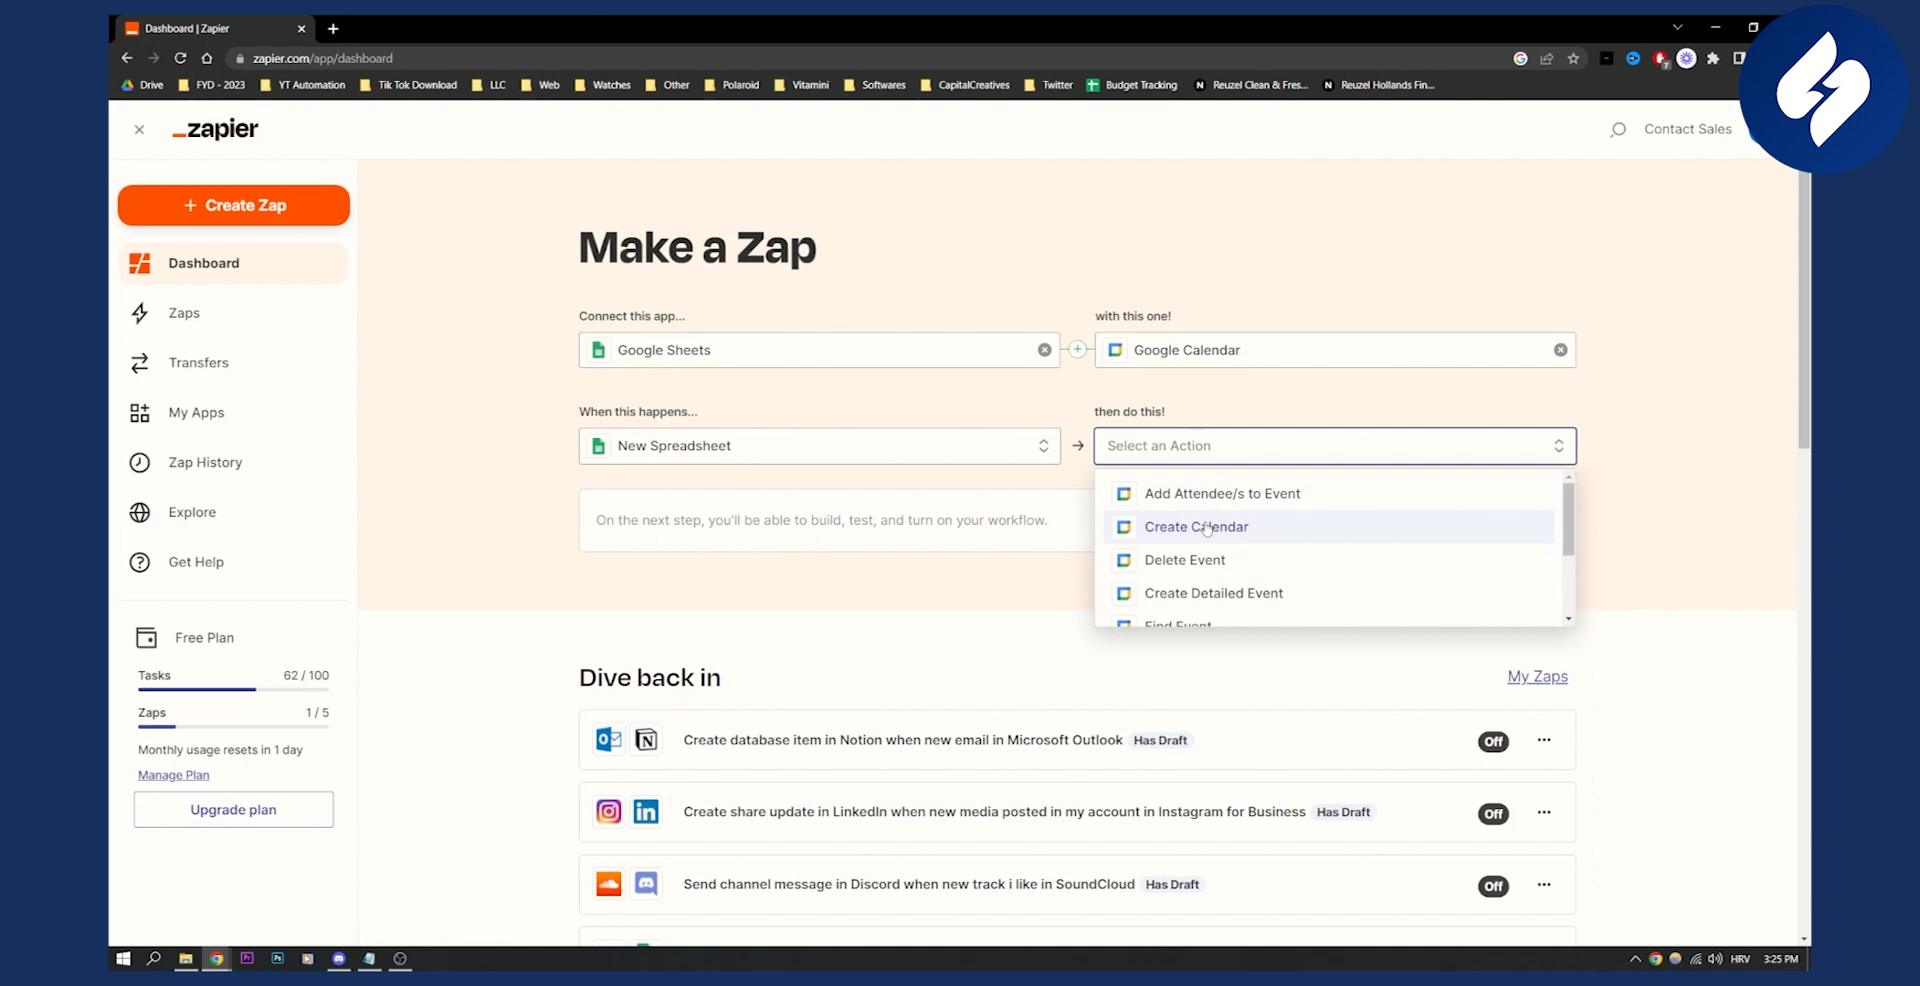 Dashboard | Zapier
zapier.com/app/dashboard
Drive FYD - 2023 YT Automation Tik Tok Download LLC Web Watches Other Polaroid Vitamini Softwares CapitalCreatives Twitter Budget Tracking Reuzel Clean & Fres... Reuzel Hollands Fin...
_zapier
Contact Sales
+ Create Zap
Dashboard
Zaps
Transfers
My Apps
Zap History
Explore
Get Help
Free Plan
Tasks 62 / 100
Zaps 1 / 5
Monthly usage resets in 1 day
Manage Plan
Upgrade plan
Make a Zap
Connect this app... with this one!
Google Sheets Google Calendar
When this happens... then do this!
New Spreadsheet Select an Action
On the next step, you'll be able to build, test, and turn on your workflow.
Add Attendee/s to Event
Create Calendar
Delete Event
Create Detailed Event
Find Event
Dive back in My Zaps
Create database item in Notion when new email in Microsoft Outlook Has Draft Off
Create share update in LinkedIn when new media posted in my account in Instagram for Business Has Draft Off
Send channel message in Discord when new track i like in SoundCloud Has Draft Off
HRV 3:25 PM